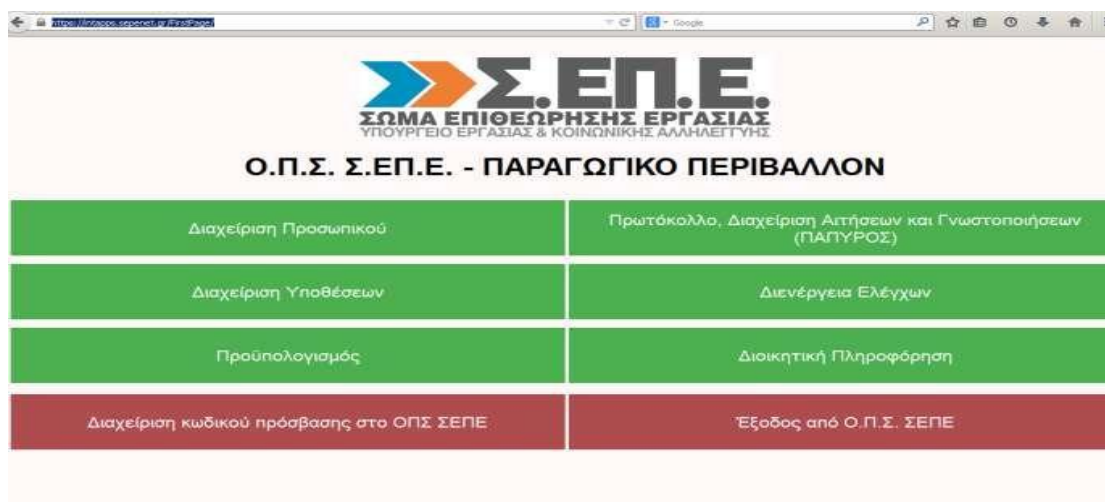 https://intapps.sepenet.gr/FirstPage/
Google
Σ.ΕΠ.Ε.
ΣΩΜΑ ΕΠΙΘΕΩΡΗΣΗΣ ΕΡΓΑΣΙΑΣ
ΥΠΟΥΡΓΕΙΟ ΕΡΓΑΣΙΑΣ & ΚΟΙΝΩΝΙΚΗΣ ΑΛΛΗΛΕΓΓΥΗΣ
Ο.Π.Σ. Σ.ΕΠ.Ε. - ΠΑΡΑΓΩΓΙΚΟ ΠΕΡΙΒΑΛΛΟΝ
Διαχείριση Προσωπικού
Πρωτόκολλο, Διαχείριση Αιτήσεων και Γνωστοποιήσεων
(ΠΑΠΥΡΟΣ)
Διαχείριση Υποθέσεων
Διενέργεια Ελέγχων
Προϋπολογισμός
Διοικητική Πληροφόρηση
Διαχείριση κωδικού πρόσβασης στο ΟΠΣ ΣΕΠΕ
Έξοδος από Ο.Π.Σ. ΣΕΠΕ